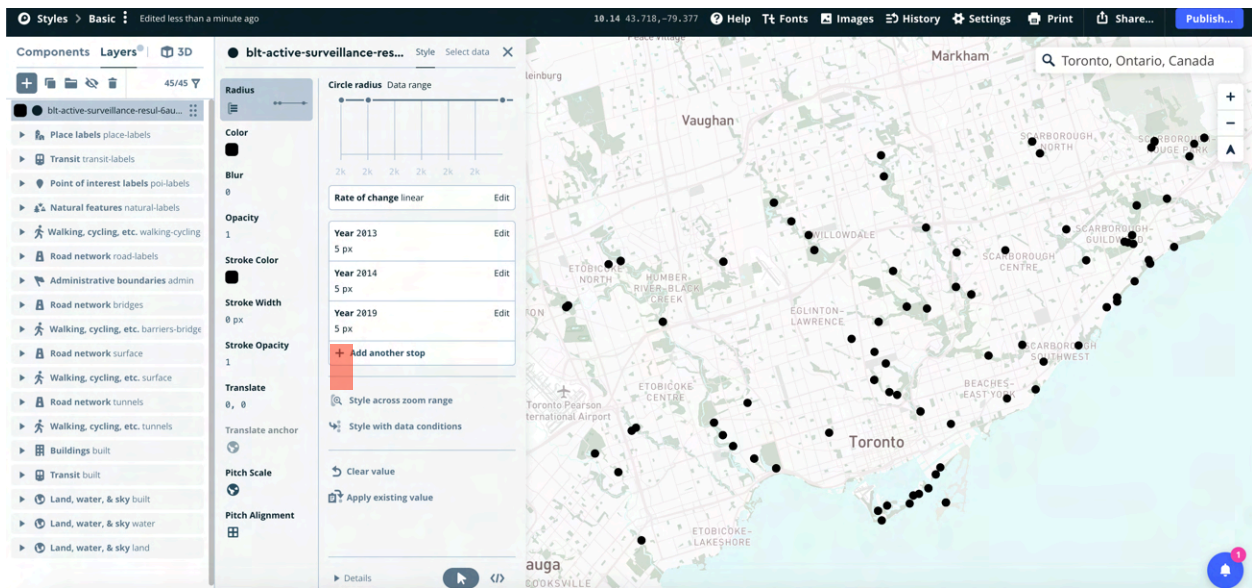 Styles > Basic Edited less than a minute ago 10.14 43.718,-79.377 Help Tt Fonts Images History Settings Print Share... Publish...
Components Layers 3D
45/45
blt-active-surveillance-resul-6au...
Place labels place-labels
Transit transit-labels
Point of interest labels poi-labels
Natural features natural-labels
Walking, cycling, etc. walking-cycling
Road network road-labels
Administrative boundaries admin
Road network bridges
Walking, cycling, etc. barriers-bridge
Road network surface
Walking, cycling, etc. surface
Road network tunnels
Walking, cycling, etc. tunnels
Buildings built
Transit built
Land, water, & sky built
Land, water, & sky water
Land, water, & sky land
blt-active-surveillance-res... Style Select data
Radius
Color
Blur
0
Opacity
1
Stroke Color
Stroke Width
0 px
Stroke Opacity
1
Translate
0, 0
Translate anchor
Pitch Scale
Pitch Alignment
Circle radius Data range
2k 2k 2k 2k 2k 2k
Rate of change linear Edit
Year 2013 Edit
5 px
Year 2014 Edit
5 px
Year 2019 Edit
5 px
+ Add another stop
Style across zoom range
Style with data conditions
Clear value
Apply existing value
Details </>
Peace Village
Markham
Toronto, Ontario, Canada
leinburg
Vaughan
SCARBOROUGH NORTH
WILLOWDALE
SCARBOROUGH
GUILDWOOD
SCARBOROUGH
CENTRE
ETOBICOKE
NORTH
HUMBER
RIVER-BLACK
CREEK
EGLINTON-
LAWRENCE
SCARBOROUGH
SOUTHWEST
ETOBICOKE
CENTRE
BEACHES-
EAST YORK
Toronto Pearson
ternational Airport
Toronto
ETOBICOKE-
LAKESHORE
auga
COOKSVILLE
1